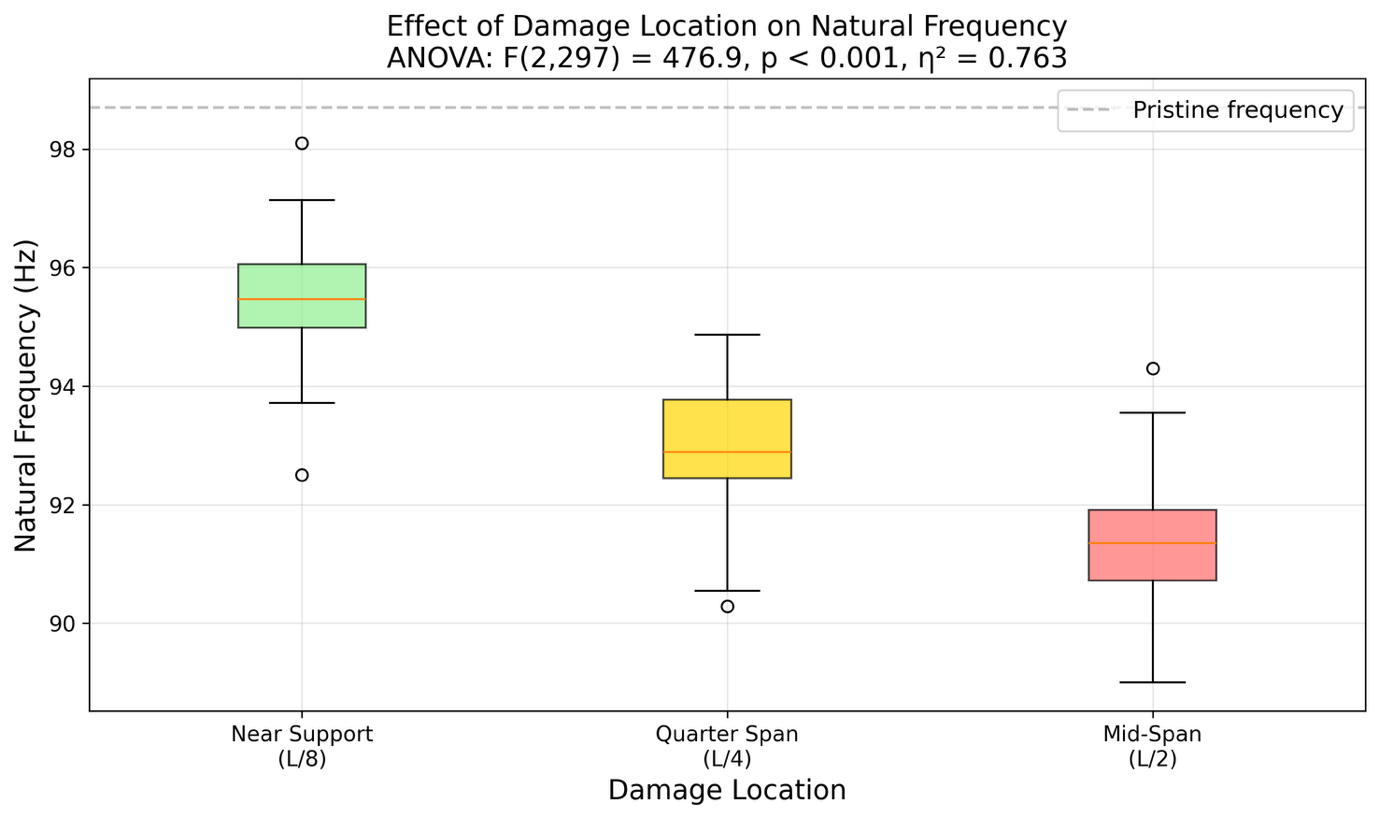 Effect of Damage Location on Natural Frequency
ANOVA: F(2,297) = 476.9, p < 0.001, η² = 0.763
Pristine frequency
Natural Frequency (Hz)
98
96
94
92
90
Near Support
(L/8)
Quarter Span
(L/4)
Mid-Span
(L/2)
Damage Location